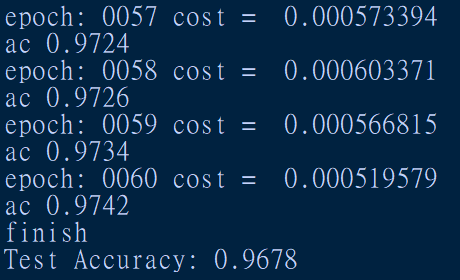 epoch: 0057 cost =  0.000573394
ac 0.9724
epoch: 0058 cost =  0.000603371
ac 0.9726
epoch: 0059 cost =  0.000566815
ac 0.9734
epoch: 0060 cost =  0.000519579
ac 0.9742
finish
Test Accuracy: 0.9678